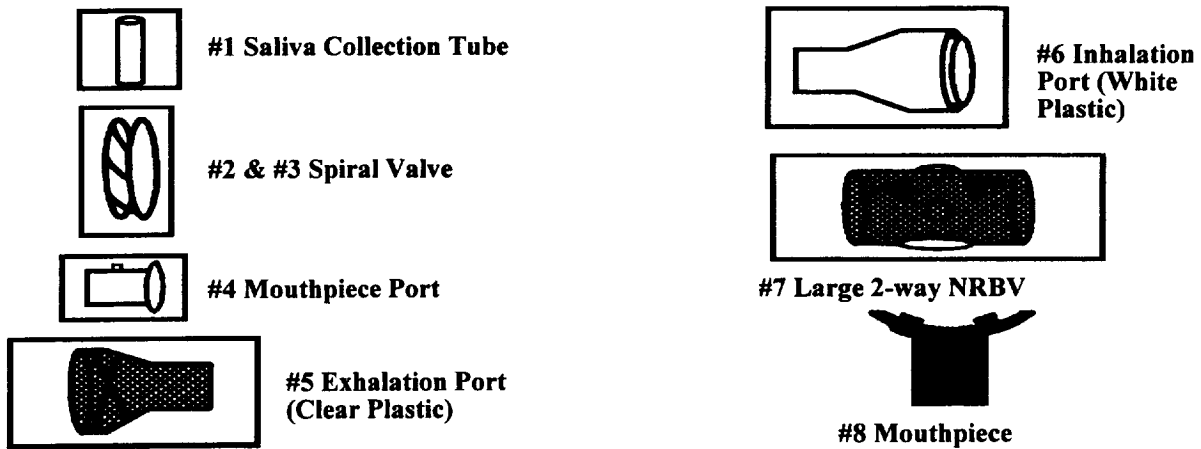 #1 Saliva Collection Tube
#2 & #3 Spiral Valve
#4 Mouthpiece Port
#5 Exhalation Port
(Clear Plastic)
#6 Inhalation
Port (White
Plastic)
#7 Large 2-way NRBV
#8 Mouthpiece